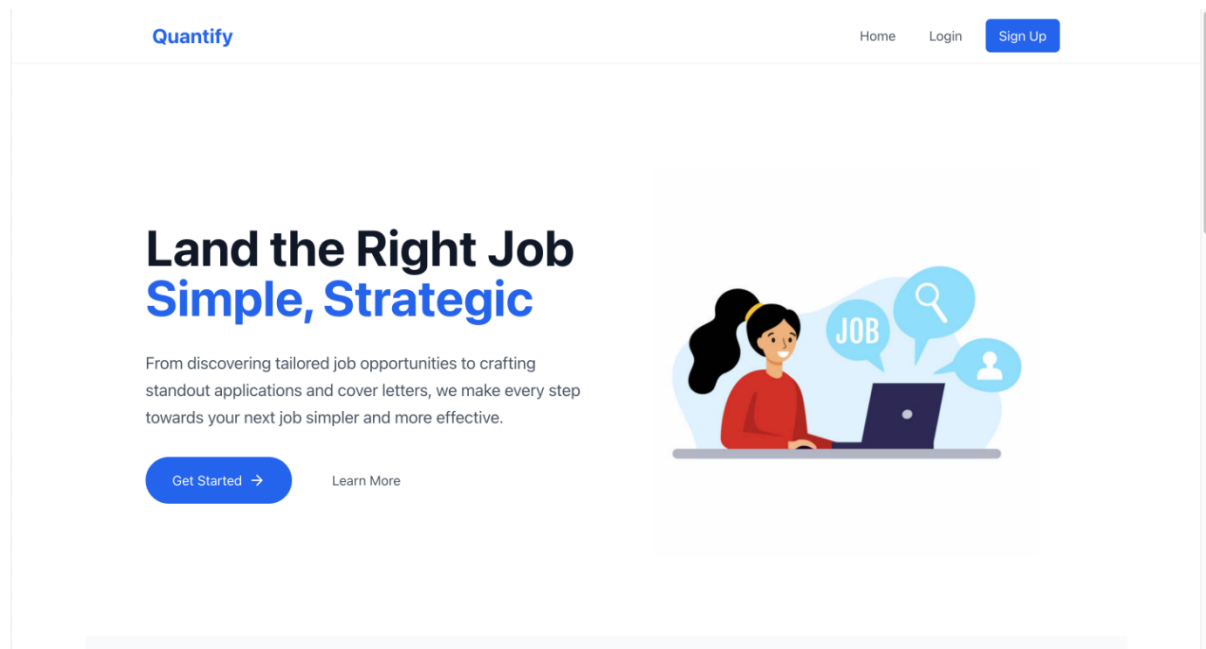 Quantify
Home
Login
Sign Up
Land the Right Job
Simple, Strategic
From discovering tailored job opportunities to crafting
standout applications and cover letters, we make every step
towards your next job simpler and more effective.
Get Started →
Learn More
JOB